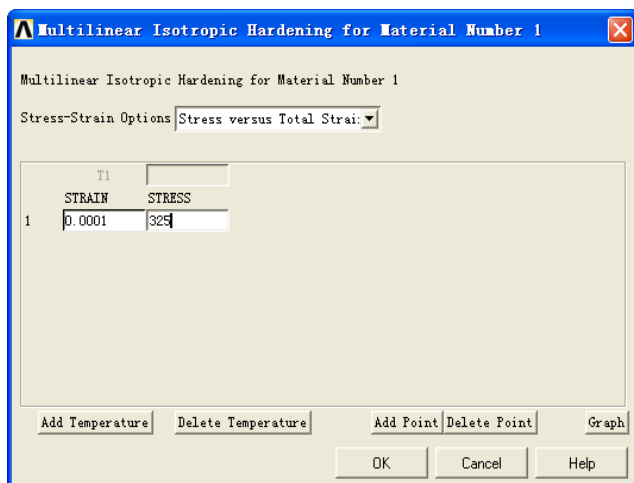 Multilinear Isotropic Hardening for Material Number 1
Multilinear Isotropic Hardening for Material Number 1
Stress-Strain Options Stress versus Total Strai
T1
STRAIN STRESS
1 0.0001 325
Add Temperature Delete Temperature Add Point Delete Point Graph
OK Cancel Help